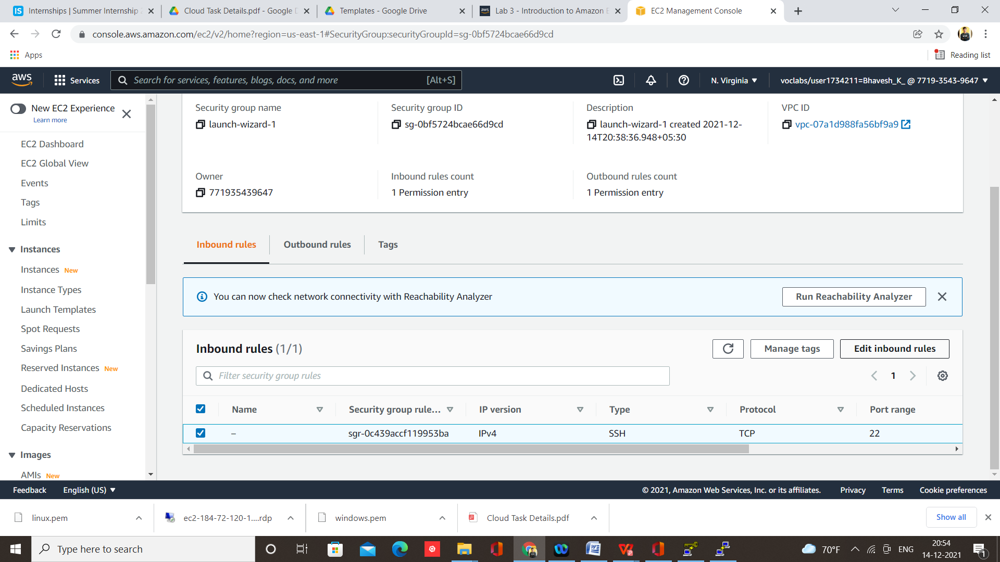 Internships | Summer Internship
Cloud Task Details.pdf - Google
Templates - Google Drive
Lab 3 - Introduction to Amazon
EC2 Management Console
console.aws.amazon.com/ec2/v2/home?region=us-east-1#SecurityGroup:securityGroupId=sg-0bf5724bcae66d9cd
Apps
Reading list
aws
Services
Search for services, features, blogs, docs, and more
[Alt+S]
N. Virginia
voclabs/user1734211=Bhavesh_K_ @ 7719-3543-9647
New EC2 Experience
Learn more
EC2 Dashboard
EC2 Global View
Events
Tags
Limits
Instances
Instances New
Instance Types
Launch Templates
Spot Requests
Savings Plans
Reserved Instances New
Dedicated Hosts
Scheduled Instances
Capacity Reservations
Images
AMIs New
Security group name
launch-wizard-1
Security group ID
sg-0bf5724bcae66d9cd
Description
launch-wizard-1 created 2021-12-
14T20:38:36.948+05:30
VPC ID
vpc-07a1d988fa56bf9a9
Owner
771935439647
Inbound rules count
1 Permission entry
Outbound rules count
1 Permission entry
Inbound rules
Outbound rules
Tags
You can now check network connectivity with Reachability Analyzer
Run Reachability Analyzer
Inbound rules (1/1)
Manage tags
Edit inbound rules
Filter security group rules
1
Name
Security group rule...
IP version
Type
Protocol
Port range
–
sgr-0c439accf119953ba
IPv4
SSH
TCP
22
Feedback
English (US)
© 2021, Amazon Web Services, Inc. or its affiliates.
Privacy
Terms
Cookie preferences
linux.pem
ec2-184-72-120-1....rdp
windows.pem
Cloud Task Details.pdf
Show all
Type here to search
70°F
ENG
20:54
14-12-2021
1